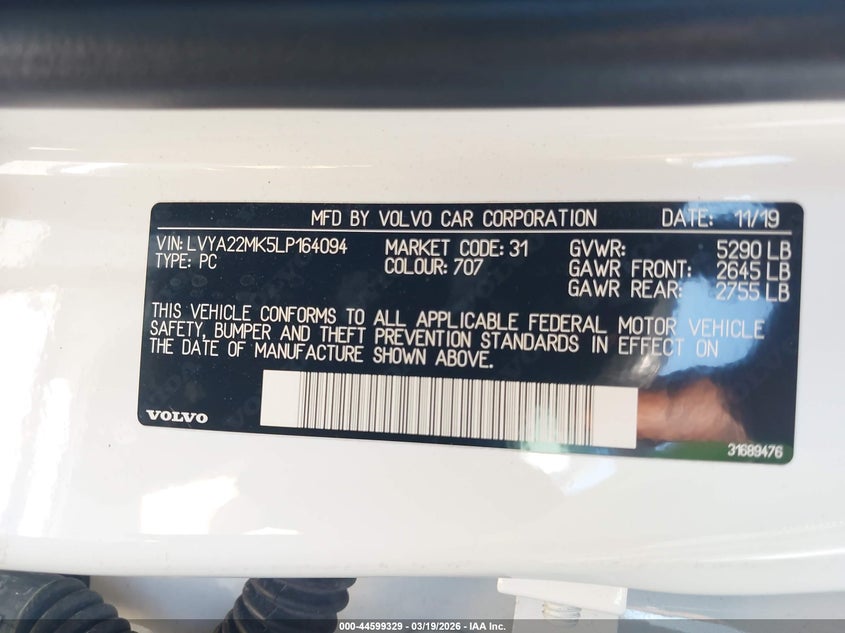 MFD BY VOLVO CAR CORPORATION DATE: 11/19
VIN: LVYA22MK5LP164094 MARKET CODE: 31 GVWR: 5290 LB
TYPE: PC COLOUR: 707 GAWR FRONT: 2645 LB
GAWR REAR: 2755 LB
THIS VEHICLE CONFORMS TO ALL APPLICABLE FEDERAL MOTOR VEHICLE
SAFETY, BUMPER AND THEFT PREVENTION STANDARDS IN EFFECT ON
THE DATE OF MANUFACTURE SHOWN ABOVE.
VOLVO
31689476
000-44599329 - 03/19/2026 - IAA Inc.